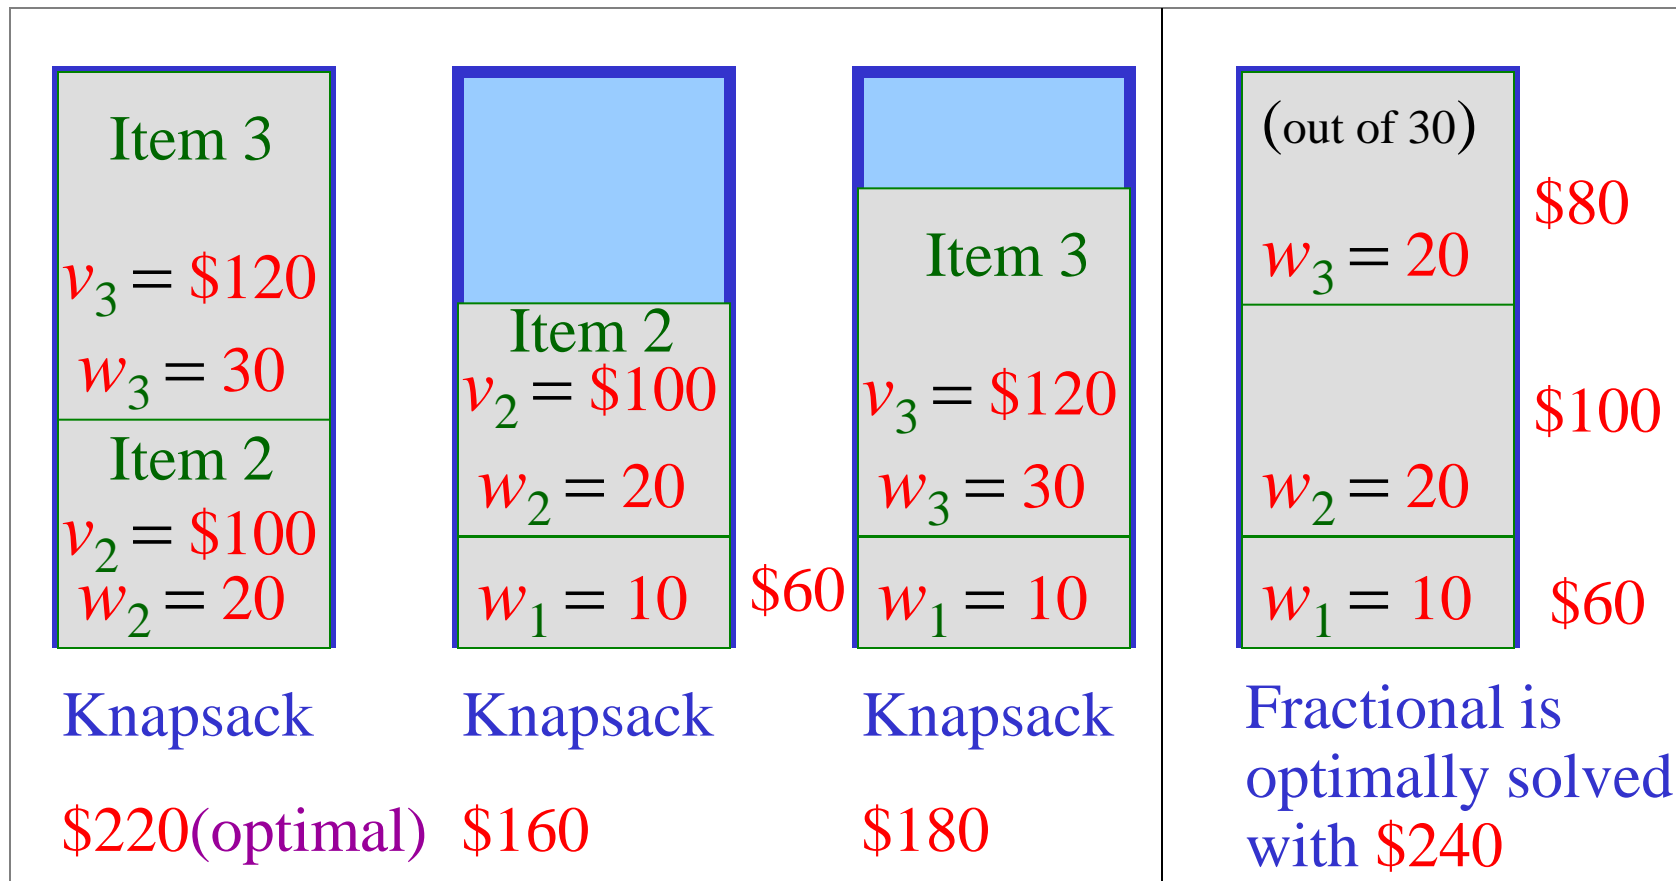 Item 3
v3 = $120
w3 = 30
Item 2
v2 = $100
w2 = 20
Knapsack
$220(optimal)
Item 2
v2 = $100
w2 = 20
w1 = 10
$60
Knapsack
$160
Item 3
v3 = $120
w3 = 30
w1 = 10
Knapsack
$180
(out of 30)
w3 = 20
$80
w2 = 20
$100
w1 = 10
$60
Fractional is
optimally solved
with $240